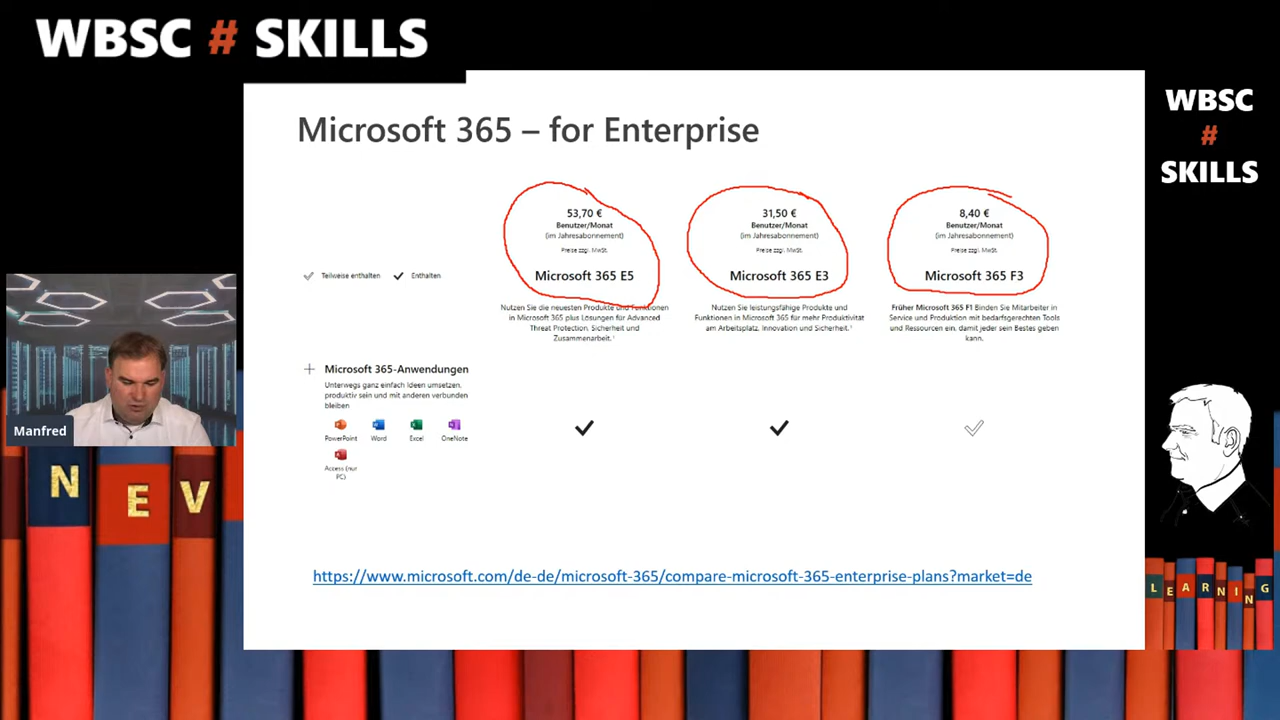 WBSC # SKILLS
WBSC
#
SKILLS
Microsoft 365 – for Enterprise
53,70 €
Benutzer/Monat
(im Jahresabonnement)
Preise zzgl. MwSt.
Microsoft 365 E5
31,50 €
Benutzer/Monat
(im Jahresabonnement)
Preise zzgl. MwSt.
Microsoft 365 E3
8,40 €
Benutzer/Monat
(im Jahresabonnement)
Preise zzgl. MwSt.
Microsoft 365 F3
Teilweise enthalten
Enthalten
Nutzen Sie die neuesten Produkte und Funktionen
in Microsoft 365 plus Lösungen für Advanced
Threat Protection, Sicherheit und
Zusammenarbeit.¹
Nutzen Sie leistungsfähige Produkte und
Funktionen in Microsoft 365 für mehr Produktivität
am Arbeitsplatz, Innovation und Sicherheit.¹
Früher Microsoft 365 F1 Binden Sie Mitarbeiter in
Service und Produktion mit bedarfsgerechten Tools
und Ressourcen ein, damit jeder sein Bestes geben
kann.
Microsoft 365-Anwendungen
Unterwegs ganz einfach Ideen umsetzen,
produktiv sein und mit anderen verbunden
bleiben
PowerPoint
Word
Excel
OneNote
Access (nur
PC)
Manfred
https://www.microsoft.com/de-de/microsoft-365/compare-microsoft-365-enterprise-plans?market=de
N E V
LEARNING